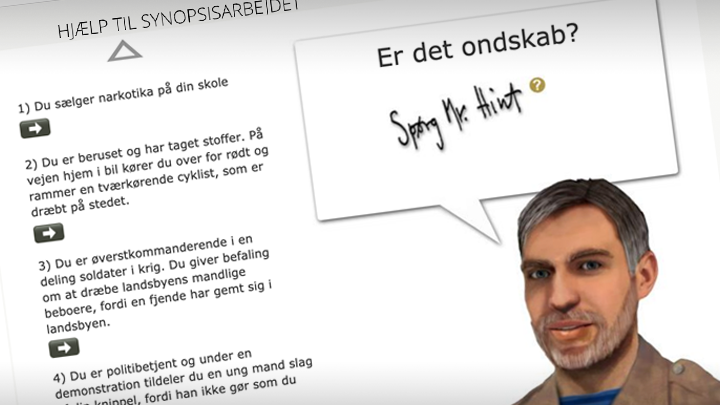 HJÆLP TIL SYNOPSISARBEJDET
1) Du sælger narkotika på din skole
2) Du er beruset og har taget stoffer. På
vejen hjem i bil kører du over for rødt og
rammer en tværkørende cyklist, som er
dræbt på stedet.
3) Du er øverstkommanderende i en
deling soldater i krig. Du giver befaling
om at dræbe landsbyens mandlige
beboere, fordi en fjende har gemt sig i
landsbyen.
4) Du er politibetjent og under en
demonstration tildeler du en ung mand slag
knippel, fordi han ikke gør som du
Er det ondskab?
Spørg Mr. Hint ?